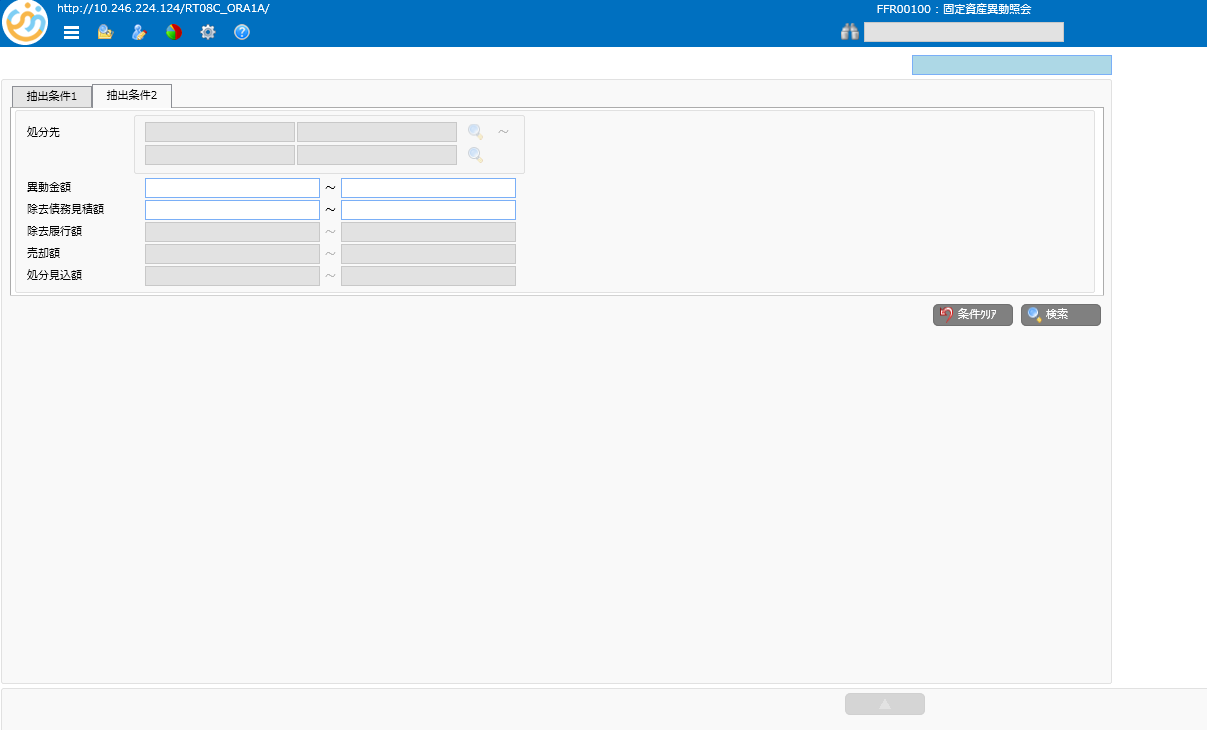 http://10.246.224.124/RT08C_ORA1A/
FFR00100：固定資産異動照会
抽出条件1
抽出条件2
処分先
～
異動金額
～
除去債務見積額
～
除去履行額
～
売却額
～
処分見込額
～
条件ｸﾘｱ
検索